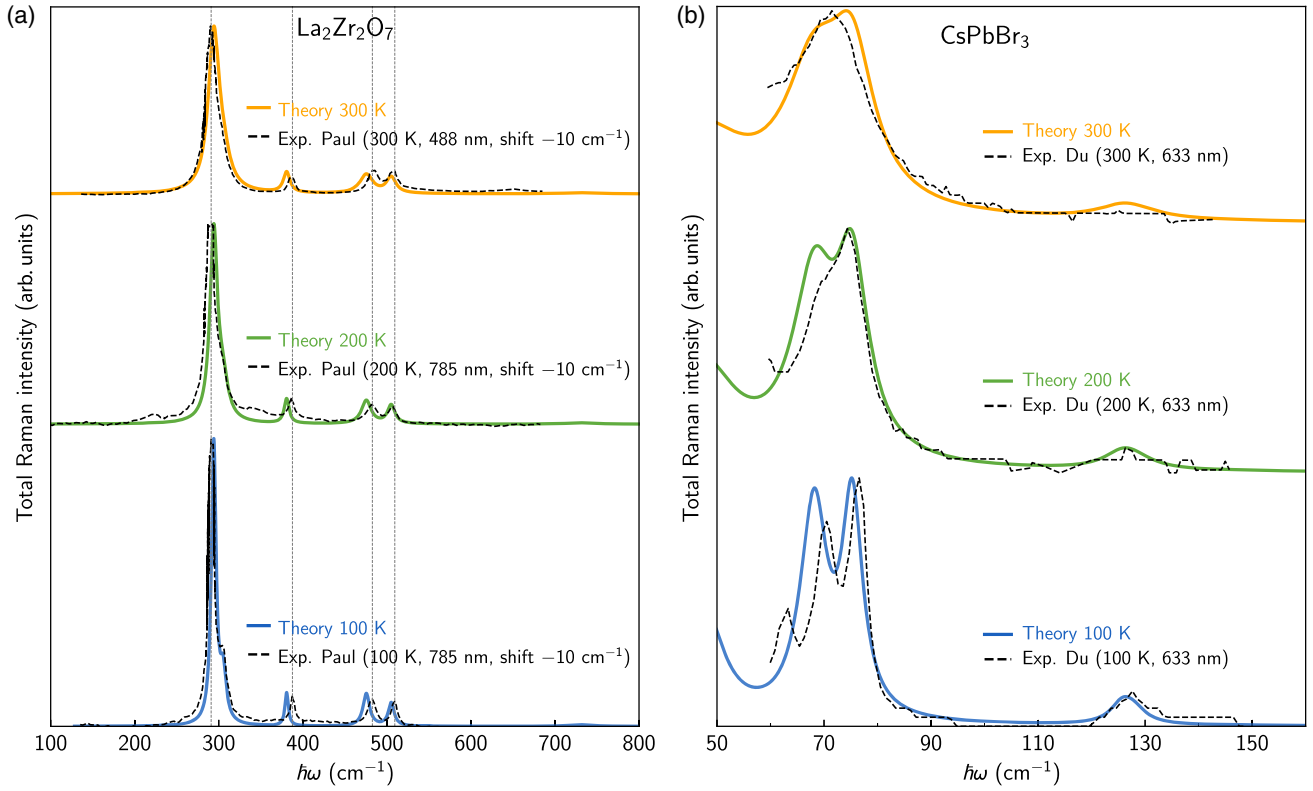 (a)
La₂Zr₂O₇
Total Raman intensity (arb. units)
Theory 300 K
Exp. Paul (300 K, 488 nm, shift −10 cm⁻¹)
Theory 200 K
Exp. Paul (200 K, 785 nm, shift −10 cm⁻¹)
Theory 100 K
Exp. Paul (100 K, 785 nm, shift −10 cm⁻¹)
100 200 300 400 500 600 700 800
ℏω (cm⁻¹)
(b)
CsPbBr₃
Total Raman intensity (arb. units)
Theory 300 K
Exp. Du (300 K, 633 nm)
Theory 200 K
Exp. Du (200 K, 633 nm)
Theory 100 K
Exp. Du (100 K, 633 nm)
50 70 90 110 130 150
ℏω (cm⁻¹)